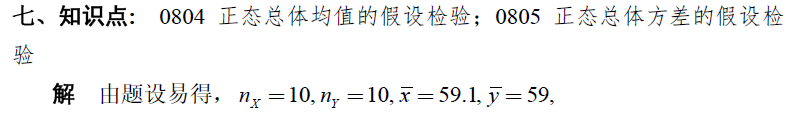 七、知识点： 0804 正态总体均值的假设检验；0805 正态总体方差的假设检
验
解 由题设易得，$n_X = 10, n_Y = 10, \overline{x} = 59.1, \overline{y} = 59,$